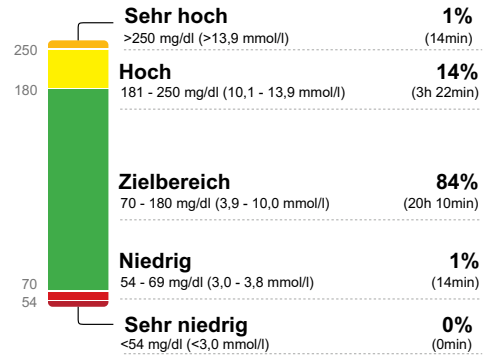 Sehr hoch 1%
>250 mg/dl (>13,9 mmol/l) (14min)
250
Hoch 14%
180 181 - 250 mg/dl (10,1 - 13,9 mmol/l) (3h 22min)
Zielbereich 84%
70 - 180 mg/dl (3,9 - 10,0 mmol/l) (20h 10min)
Niedrig 1%
70 54 - 69 mg/dl (3,0 - 3,8 mmol/l) (14min)
54
Sehr niedrig 0%
<54 mg/dl (<3,0 mmol/l) (0min)